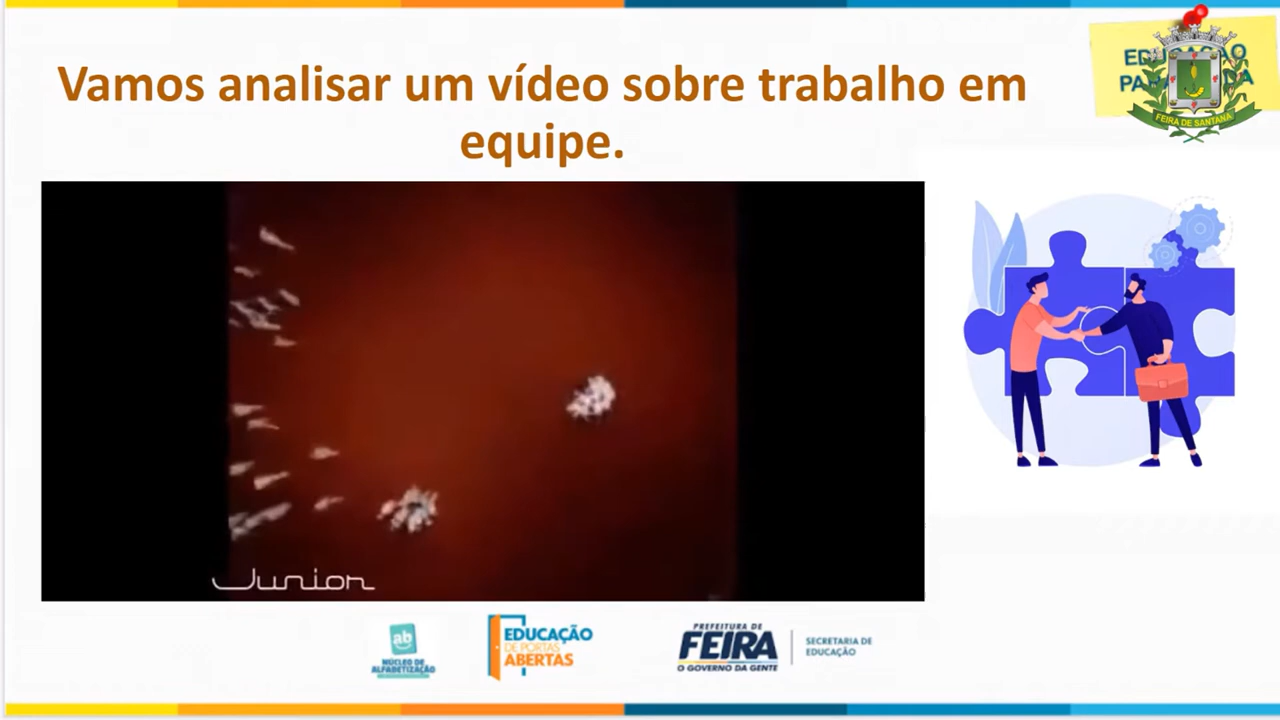 Vamos analisar um vídeo sobre trabalho em
equipe.
FEIRA DE SANTANA
Junior
ab
NÚCLEO DE
ALFABETIZAÇÃO
EDUCAÇÃO
DE PORTAS
ABERTAS
PREFEITURA DE
FEIRA
O GOVERNO DA GENTE
SECRETARIA DE
EDUCAÇÃO